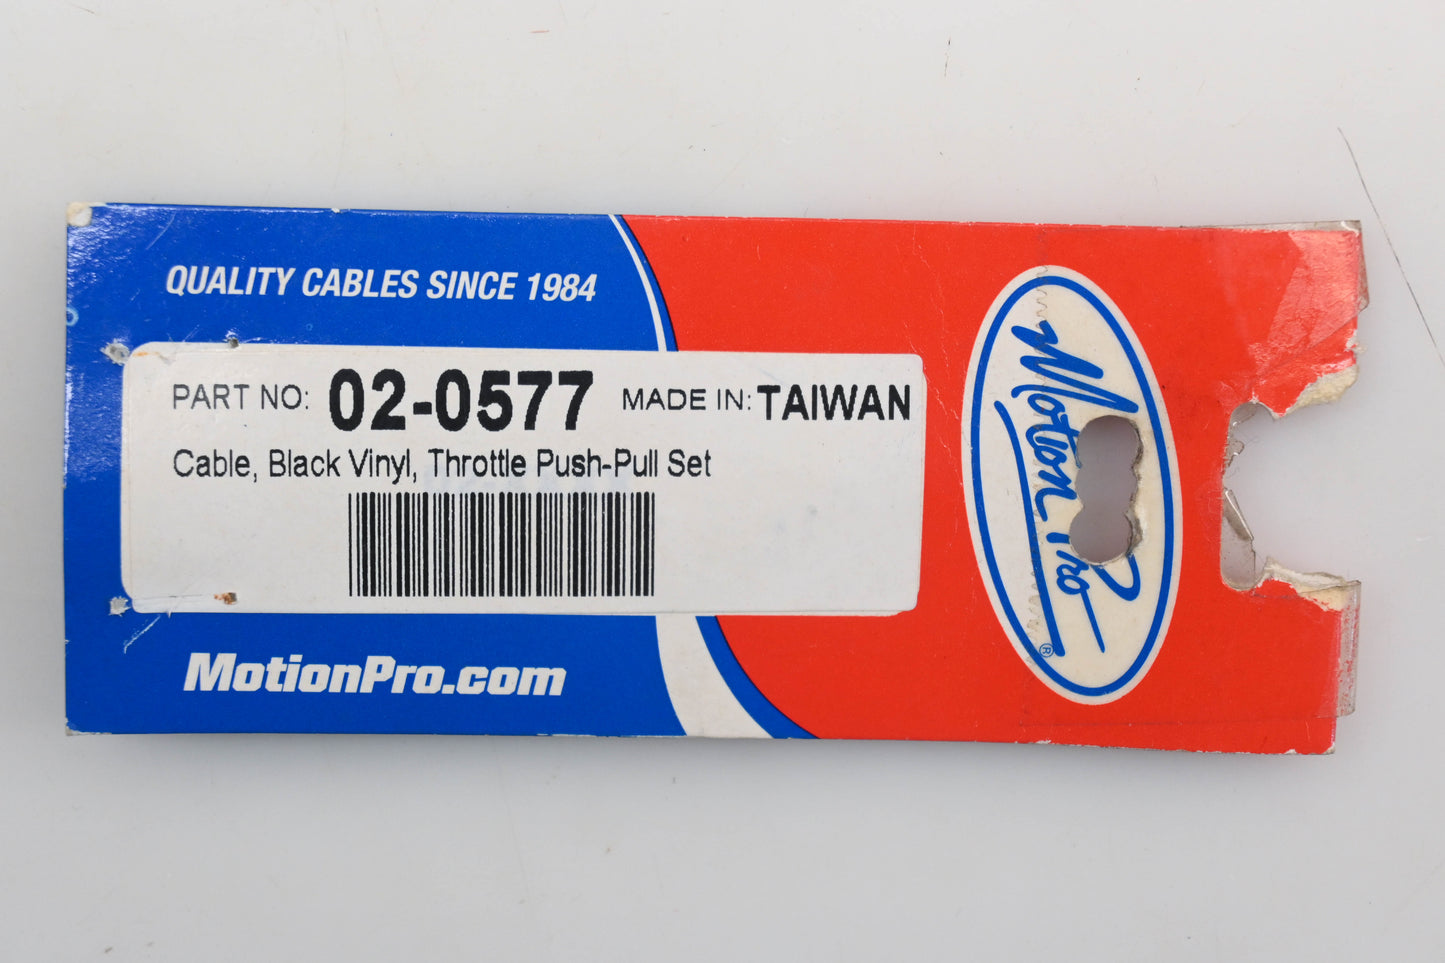 QUALITY CABLES SINCE 1984
PART NO: 02-0577 MADE IN: TAIWAN
Cable, Black Vinyl, Throttle Push-Pull Set
MotionPro.com
Motion Pro ®